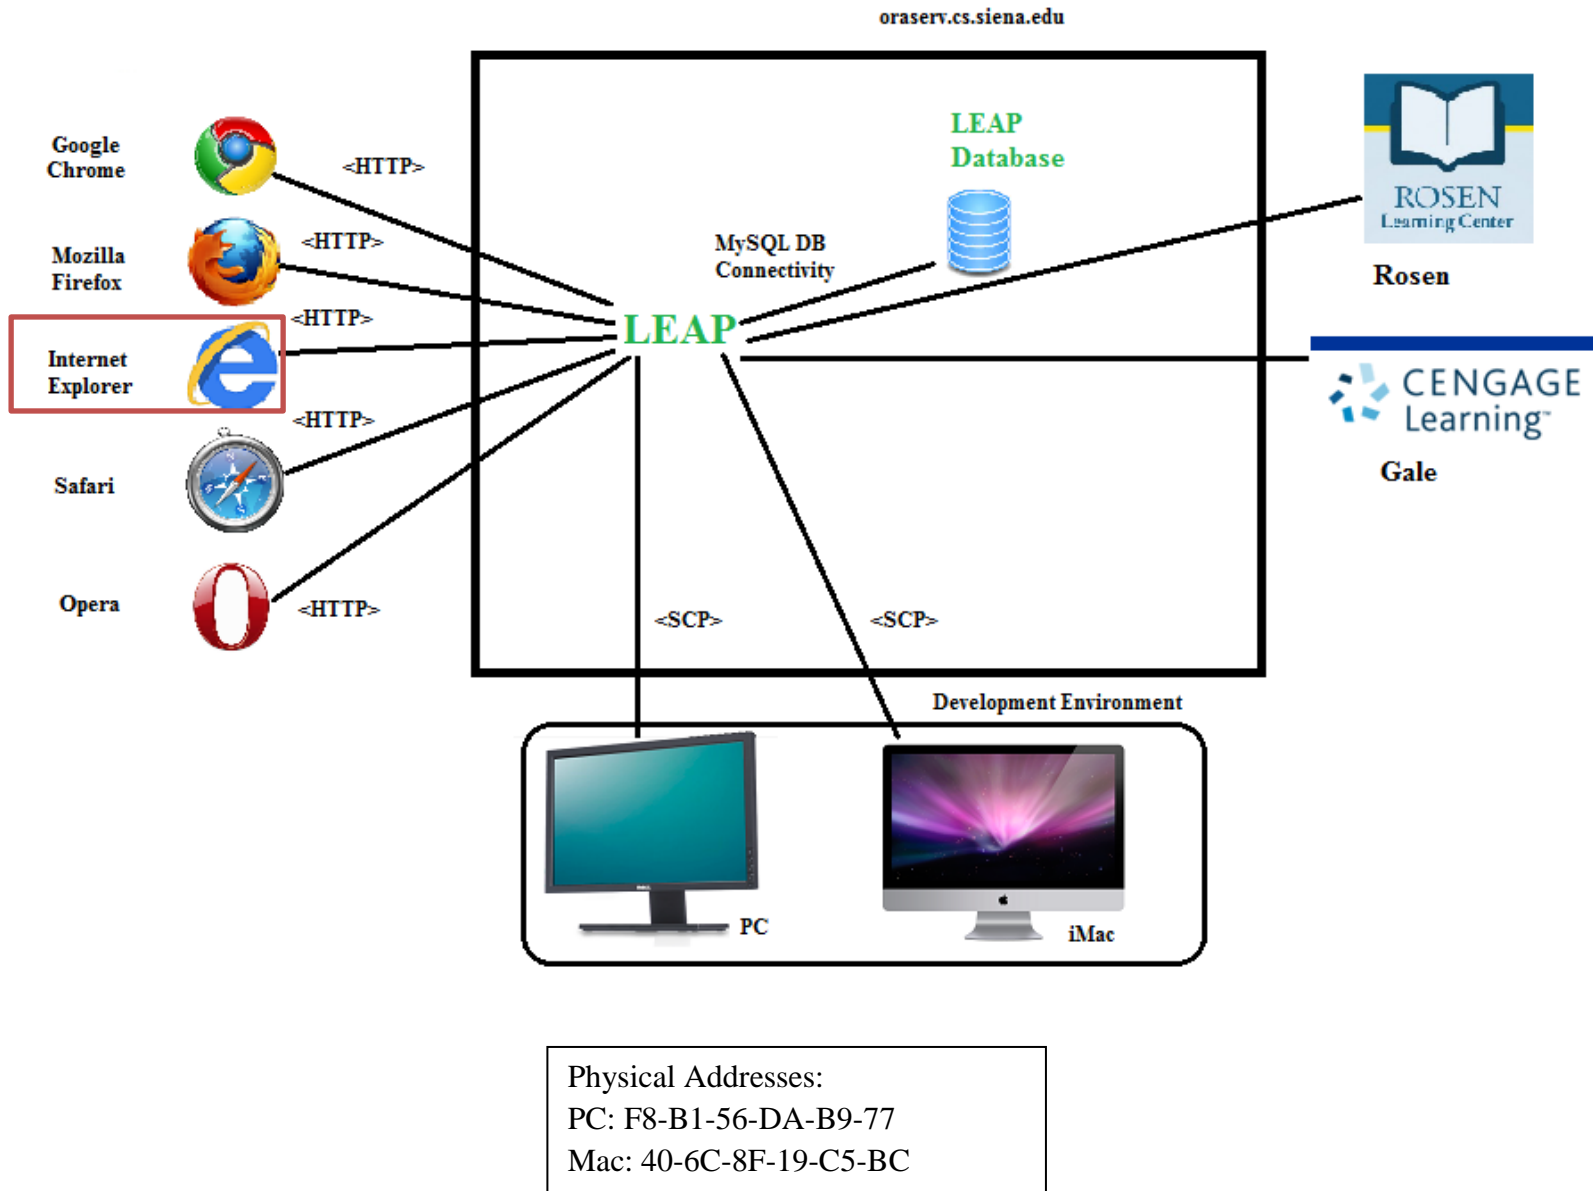 oraserv.cs.siena.edu
Google
Chrome
<HTTP>
Mozilla
Firefox
<HTTP>
Internet
Explorer
<HTTP>
Safari
<HTTP>
Opera
<HTTP>
LEAP
Database
MySQL DB
Connectivity
LEAP
ROSEN
Learning Center
Rosen
CENGAGE
Learning™
Gale
<SCP>
<SCP>
Development Environment
DELL
PC
iMac
Physical Addresses:
PC: F8-B1-56-DA-B9-77
Mac: 40-6C-8F-19-C5-BC